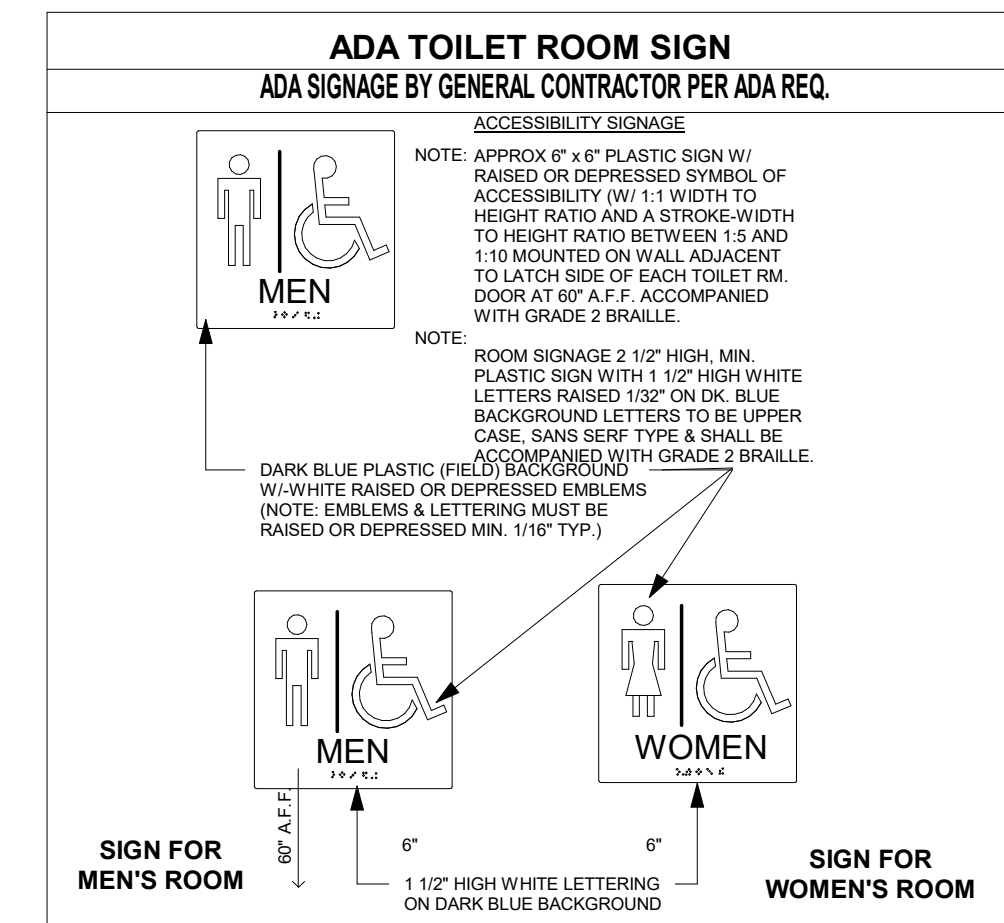 ADA TOILET ROOM SIGN
ADA SIGNAGE BY GENERAL CONTRACTOR PER ADA REQ.
ACCESSIBILITY SIGNAGE
NOTE: APPROX 6" x 6" PLASTIC SIGN W/
RAISED OR DEPRESSED SYMBOL OF
ACCESSIBILITY (W/ 1:1 WIDTH TO
HEIGHT RATIO AND A STROKE-WIDTH
TO HEIGHT RATIO BETWEEN 1:5 AND
1:10 MOUNTED ON WALL ADJACENT
TO LATCH SIDE OF EACH TOILET RM.
DOOR AT 60" A.F.F. ACCOMPANIED
WITH GRADE 2 BRAILLE.
MEN
NOTE:
ROOM SIGNAGE 2 1/2" HIGH, MIN.
PLASTIC SIGN WITH 1 1/2" HIGH WHITE
LETTERS RAISED 1/32" ON DK. BLUE
BACKGROUND LETTERS TO BE UPPER
CASE, SANS SERF TYPE & SHALL BE
ACCOMPANIED WITH GRADE 2 BRAILLE.
DARK BLUE PLASTIC (FIELD) BACKGROUND
W/-WHITE RAISED OR DEPRESSED EMBLEMS
(NOTE: EMBLEMS & LETTERING MUST BE
RAISED OR DEPRESSED MIN. 1/16" TYP.)
MEN
WOMEN
60" A.F.F.
6"
6"
SIGN FOR
MEN'S ROOM
1 1/2" HIGH WHITE LETTERING
ON DARK BLUE BACKGROUND
SIGN FOR
WOMEN'S ROOM